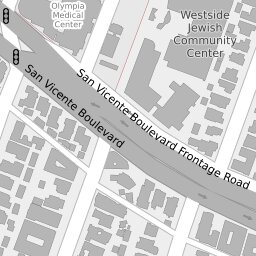 Olympia
Medical
Center
Westside
Jewish
Community
Center
San Vicente Boulevard Frontage Road
San Vicente Boulevard